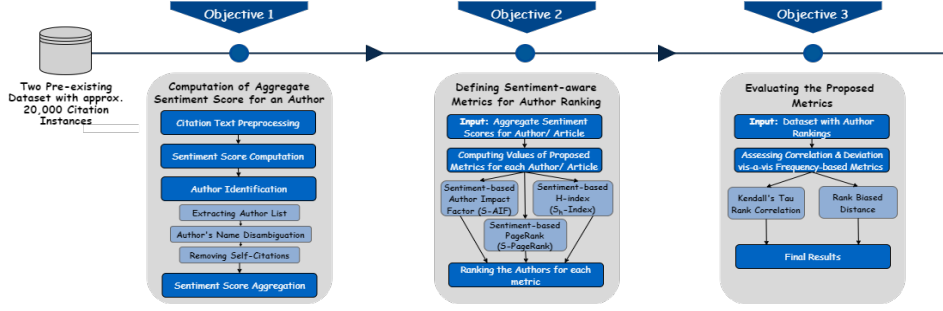 Objective 1
Objective 2
Objective 3
Two Pre-existing
Dataset with approx.
20,000 Citation
Instances
Computation of Aggregate
Sentiment Score for an Author
Citation Text Preprocessing
Sentiment Score Computation
Author Identification
Extracting Author List
Author's Name Disambiguation
Removing Self-Citations
Sentiment Score Aggregation
Defining Sentiment-aware
Metrics for Author Ranking
Input: Aggregate Sentiment
Scores for Author/ Article
Computing Values of Proposed
Metrics for each Author/ Article
Sentiment-based
Author Impact
Factor (S-AIF)
Sentiment-based
H-index
(Sh-Index)
Sentiment-based
PageRank
(S-PageRank)
Ranking the Authors for each
metric
Evaluating the Proposed
Metrics
Input: Dataset with Author
Rankings
Assessing Correlation & Deviation
vis-a-vis Frequency-based Metrics
Kendall's Tau
Rank Correlation
Rank Biased
Distance
Final Results